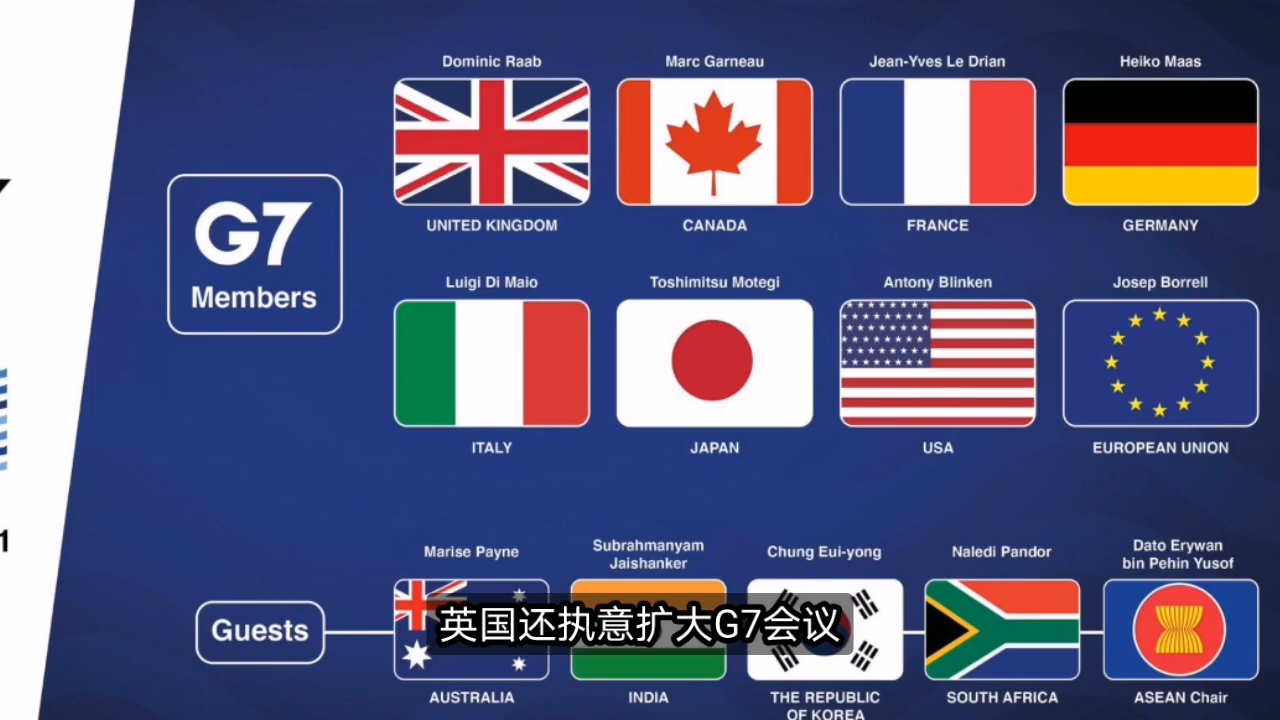 Dominic Raab
Marc Garneau
Jean-Yves Le Drian
Heiko Maas
UNITED KINGDOM
CANADA
FRANCE
GERMANY
G7
Members
Luigi Di Maio
Toshimitsu Motegi
Antony Blinken
Josep Borrell
ITALY
JAPAN
USA
EUROPEAN UNION
1
Marise Payne
Subrahmanyam
Jaishanker
Chung Eui-yong
Naledi Pandor
Dato Erywan
bin Pehin Yusof
Guests
英国还执意扩大G7会议
AUSTRALIA
INDIA
THE REPUBLIC
OF KOREA
SOUTH AFRICA
ASEAN Chair